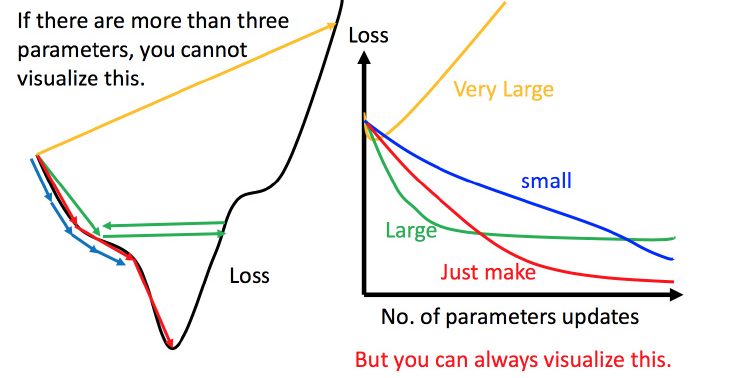 If there are more than three
parameters, you cannot
visualize this.
Loss
Loss
Very Large
small
Large
Just make
No. of parameters updates
But you can always visualize this.